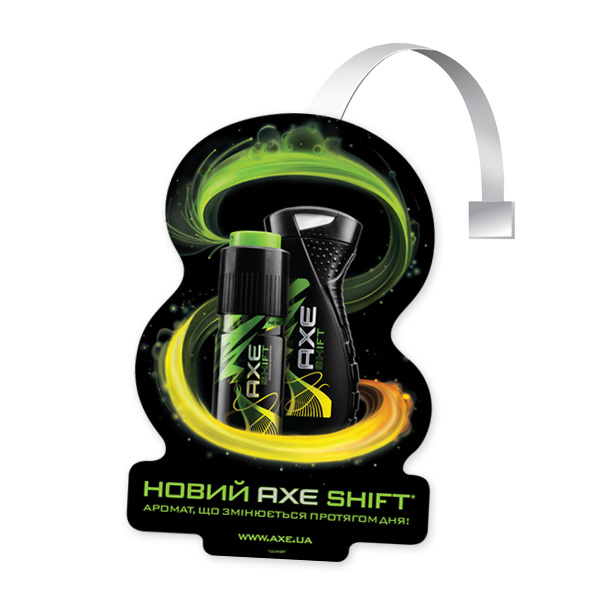 AXE
SHIFT
AXE
SHIFT
НОВИЙ AXE SHIFT*
АРОМАТ, ЩО ЗМІНЮЄТЬСЯ ПРОТЯГОМ ДНЯ!
WWW.AXE.UA